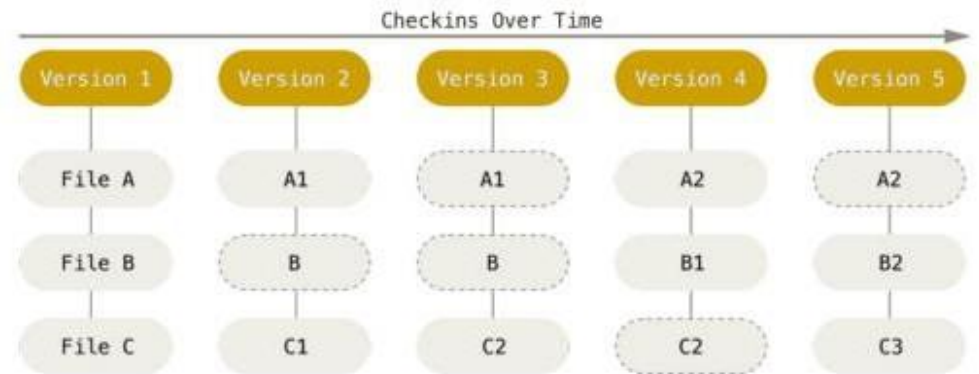 Checkins Over Time
Version 1 Version 2 Version 3 Version 4 Version 5
File A A1 A1 A2 A2
File B B B B1 B2
File C C1 C2 C2 C3